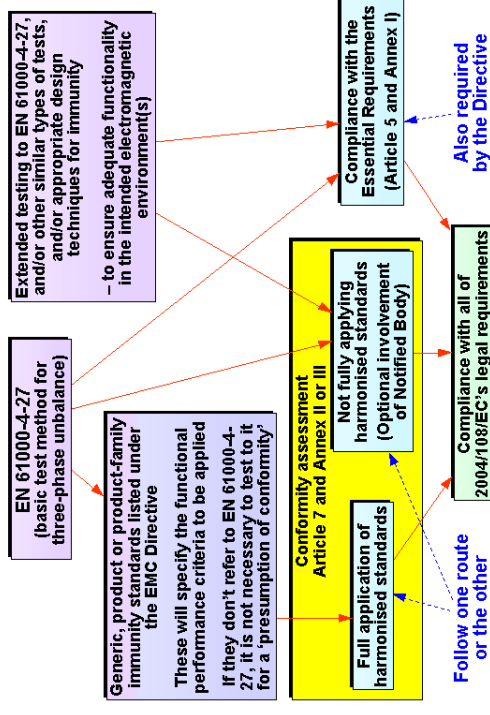 EN 61000-4-27
(basic test method for
three-phase unbalance)
Extended testing to EN 61000-4-27,
and/or other similar types of tests,
and/or appropriate design
techniques for immunity
– to ensure adequate functionality
in the intended electromagnetic
environment(s)
Generic, product or product-family
immunity standards listed under
the EMC Directive
These will specify the functional
performance criteria to be applied
If they don't refer to EN 61000-4-
27, it is not necessary to test to it
for a 'presumption of conformity'
Conformity assessment
Article 7 and Annex II or III
Full application of
harmonised standards
Not fully applying
harmonised standards
(Optional involvement
of Notified Body)
Compliance with the
Essential Requirements
(Article 5 and Annex I)
Follow one route
or the other
Compliance with all of
2004/108/EC's legal requirements
Also required
by the Directive